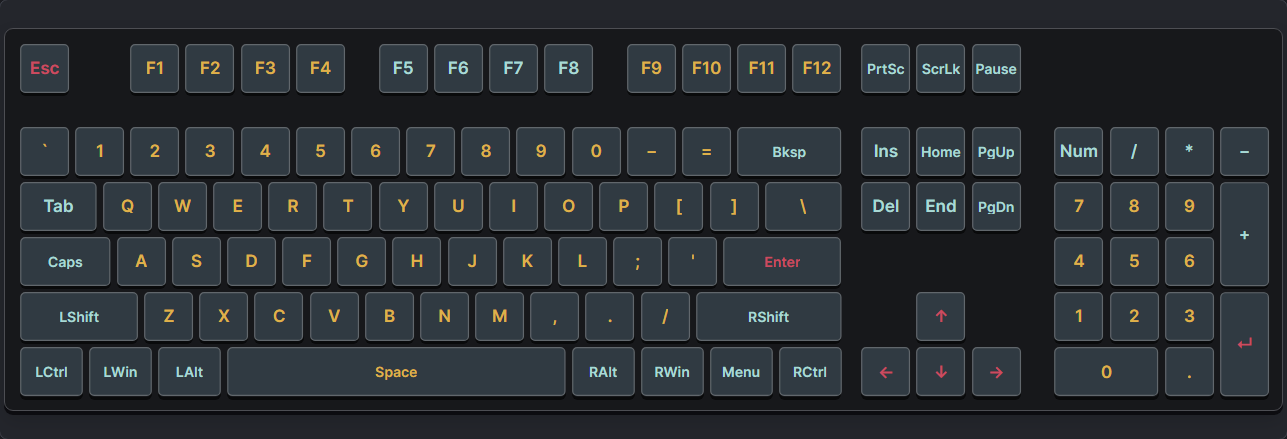 Esc F1 F2 F3 F4 F5 F6 F7 F8 F9 F10 F11 F12 PrtSc ScrLk Pause
` 1 2 3 4 5 6 7 8 9 0 − = Bksp Ins Home PgUp Num / * −
Tab Q W E R T Y U I O P [ ] \ Del End PgDn 7 8 9 +
Caps A S D F G H J K L ; ' Enter 4 5 6
LShift Z X C V B N M , . / RShift ↑ 1 2 3 ↵
LCtrl LWin LAlt Space RAlt RWin Menu RCtrl ← ↓ → 0 .